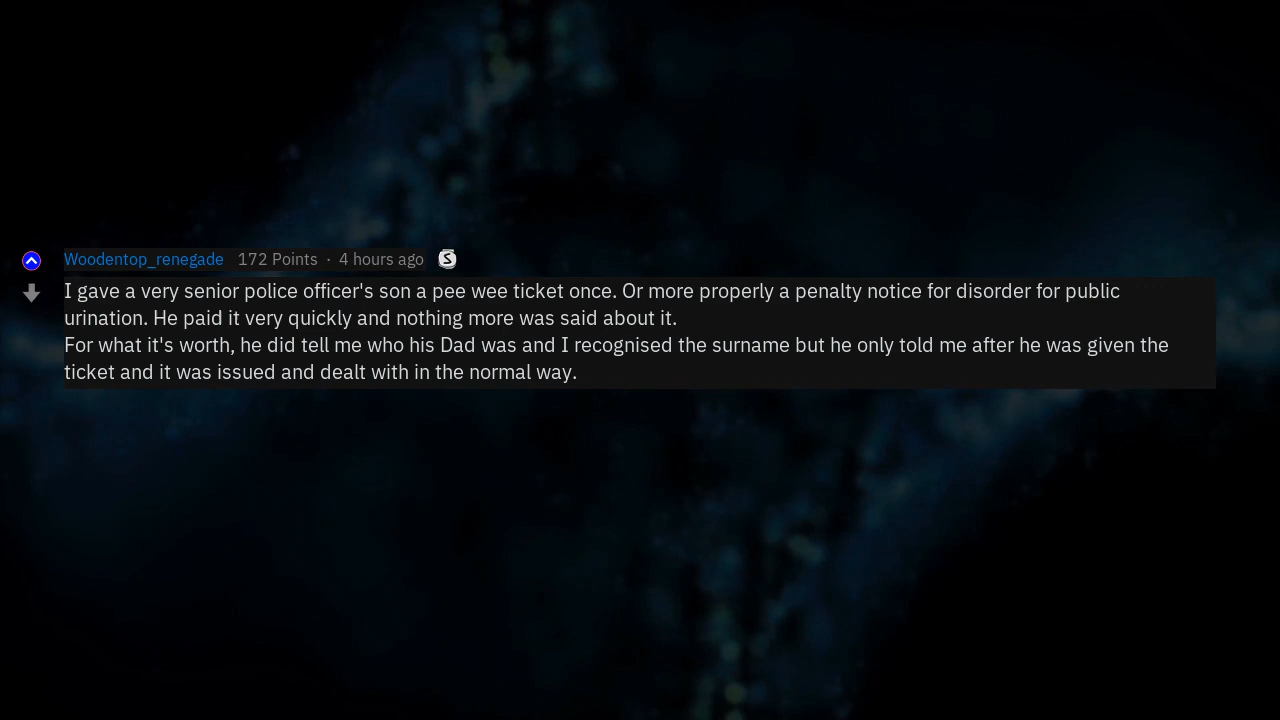 Woodentop_renegade 172 Points · 4 hours ago S
I gave a very senior police officer's son a pee wee ticket once. Or more properly a penalty notice for disorder for public
urination. He paid it very quickly and nothing more was said about it.
For what it's worth, he did tell me who his Dad was and I recognised the surname but he only told me after he was given the
ticket and it was issued and dealt with in the normal way.